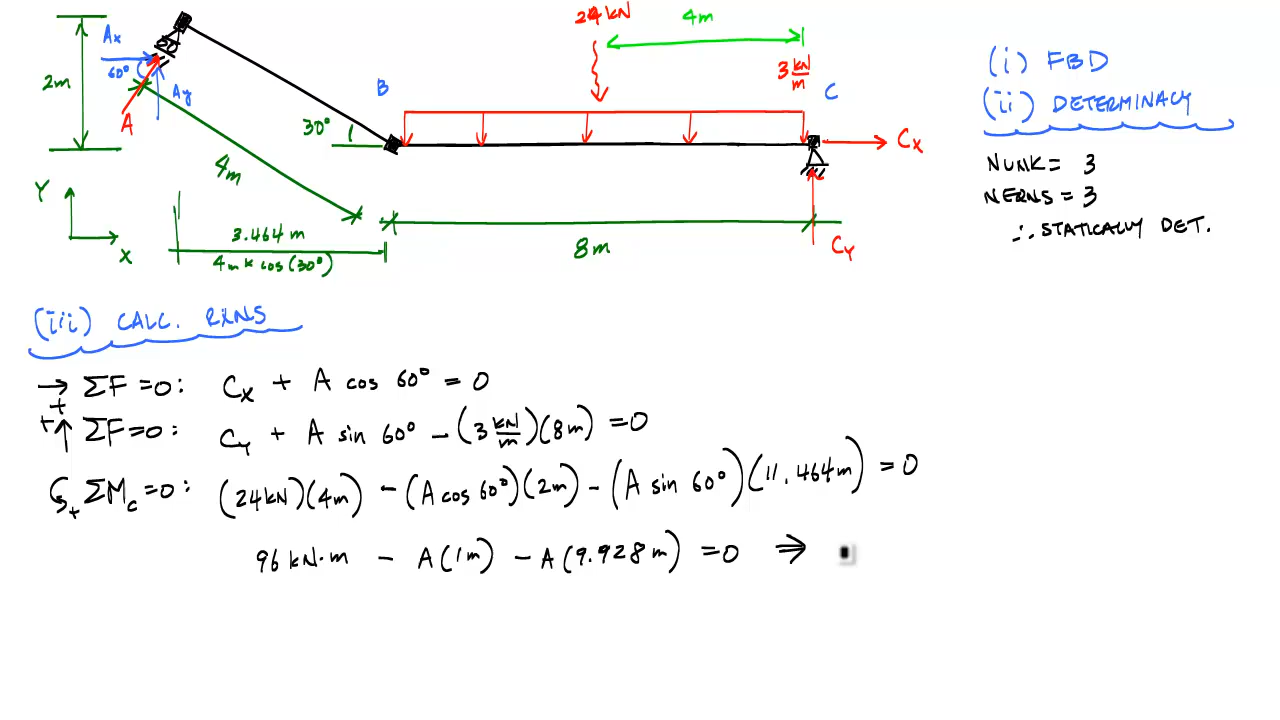 24 kN
4m
Ax
60°
2m
Ay
A
B
30°
3 kN/m
C
Cx
4m
Y
X
3.464 m
4m * cos(30°)
8m
Cy
(i) FBD
(ii) DETERMINACY
NUNK = 3
NEQNS = 3
∴ STATICALLY DET.
(iii) CALC. RXNS
→+ ΣF =0: Cx + A cos 60° = 0
+↑ ΣF=0: Cy + A sin 60° - (3 kN/m)(8m) =0
↺+ ΣMc=0: (24kN)(4m) - (A cos 60°)(2m) - (A sin 60°)(11.464m) = 0
96 kN·m - A(1m) - A(9.928m) =0 ⇒